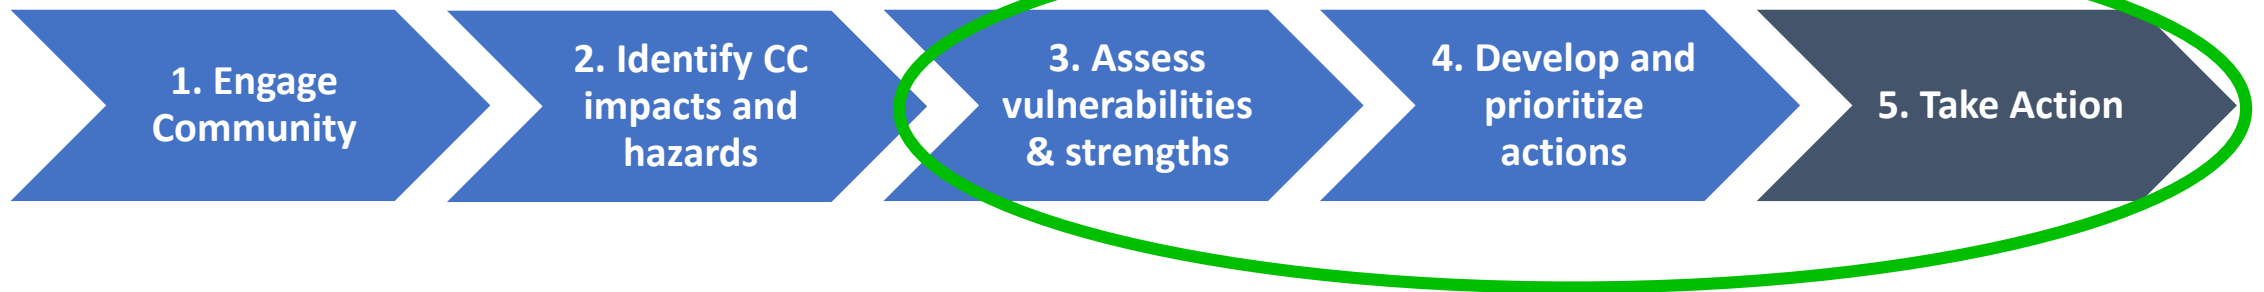 1. Engage
Community
2. Identify CC
impacts and
hazards
3. Assess
vulnerabilities
& strengths
4. Develop and
prioritize
actions
5. Take Action